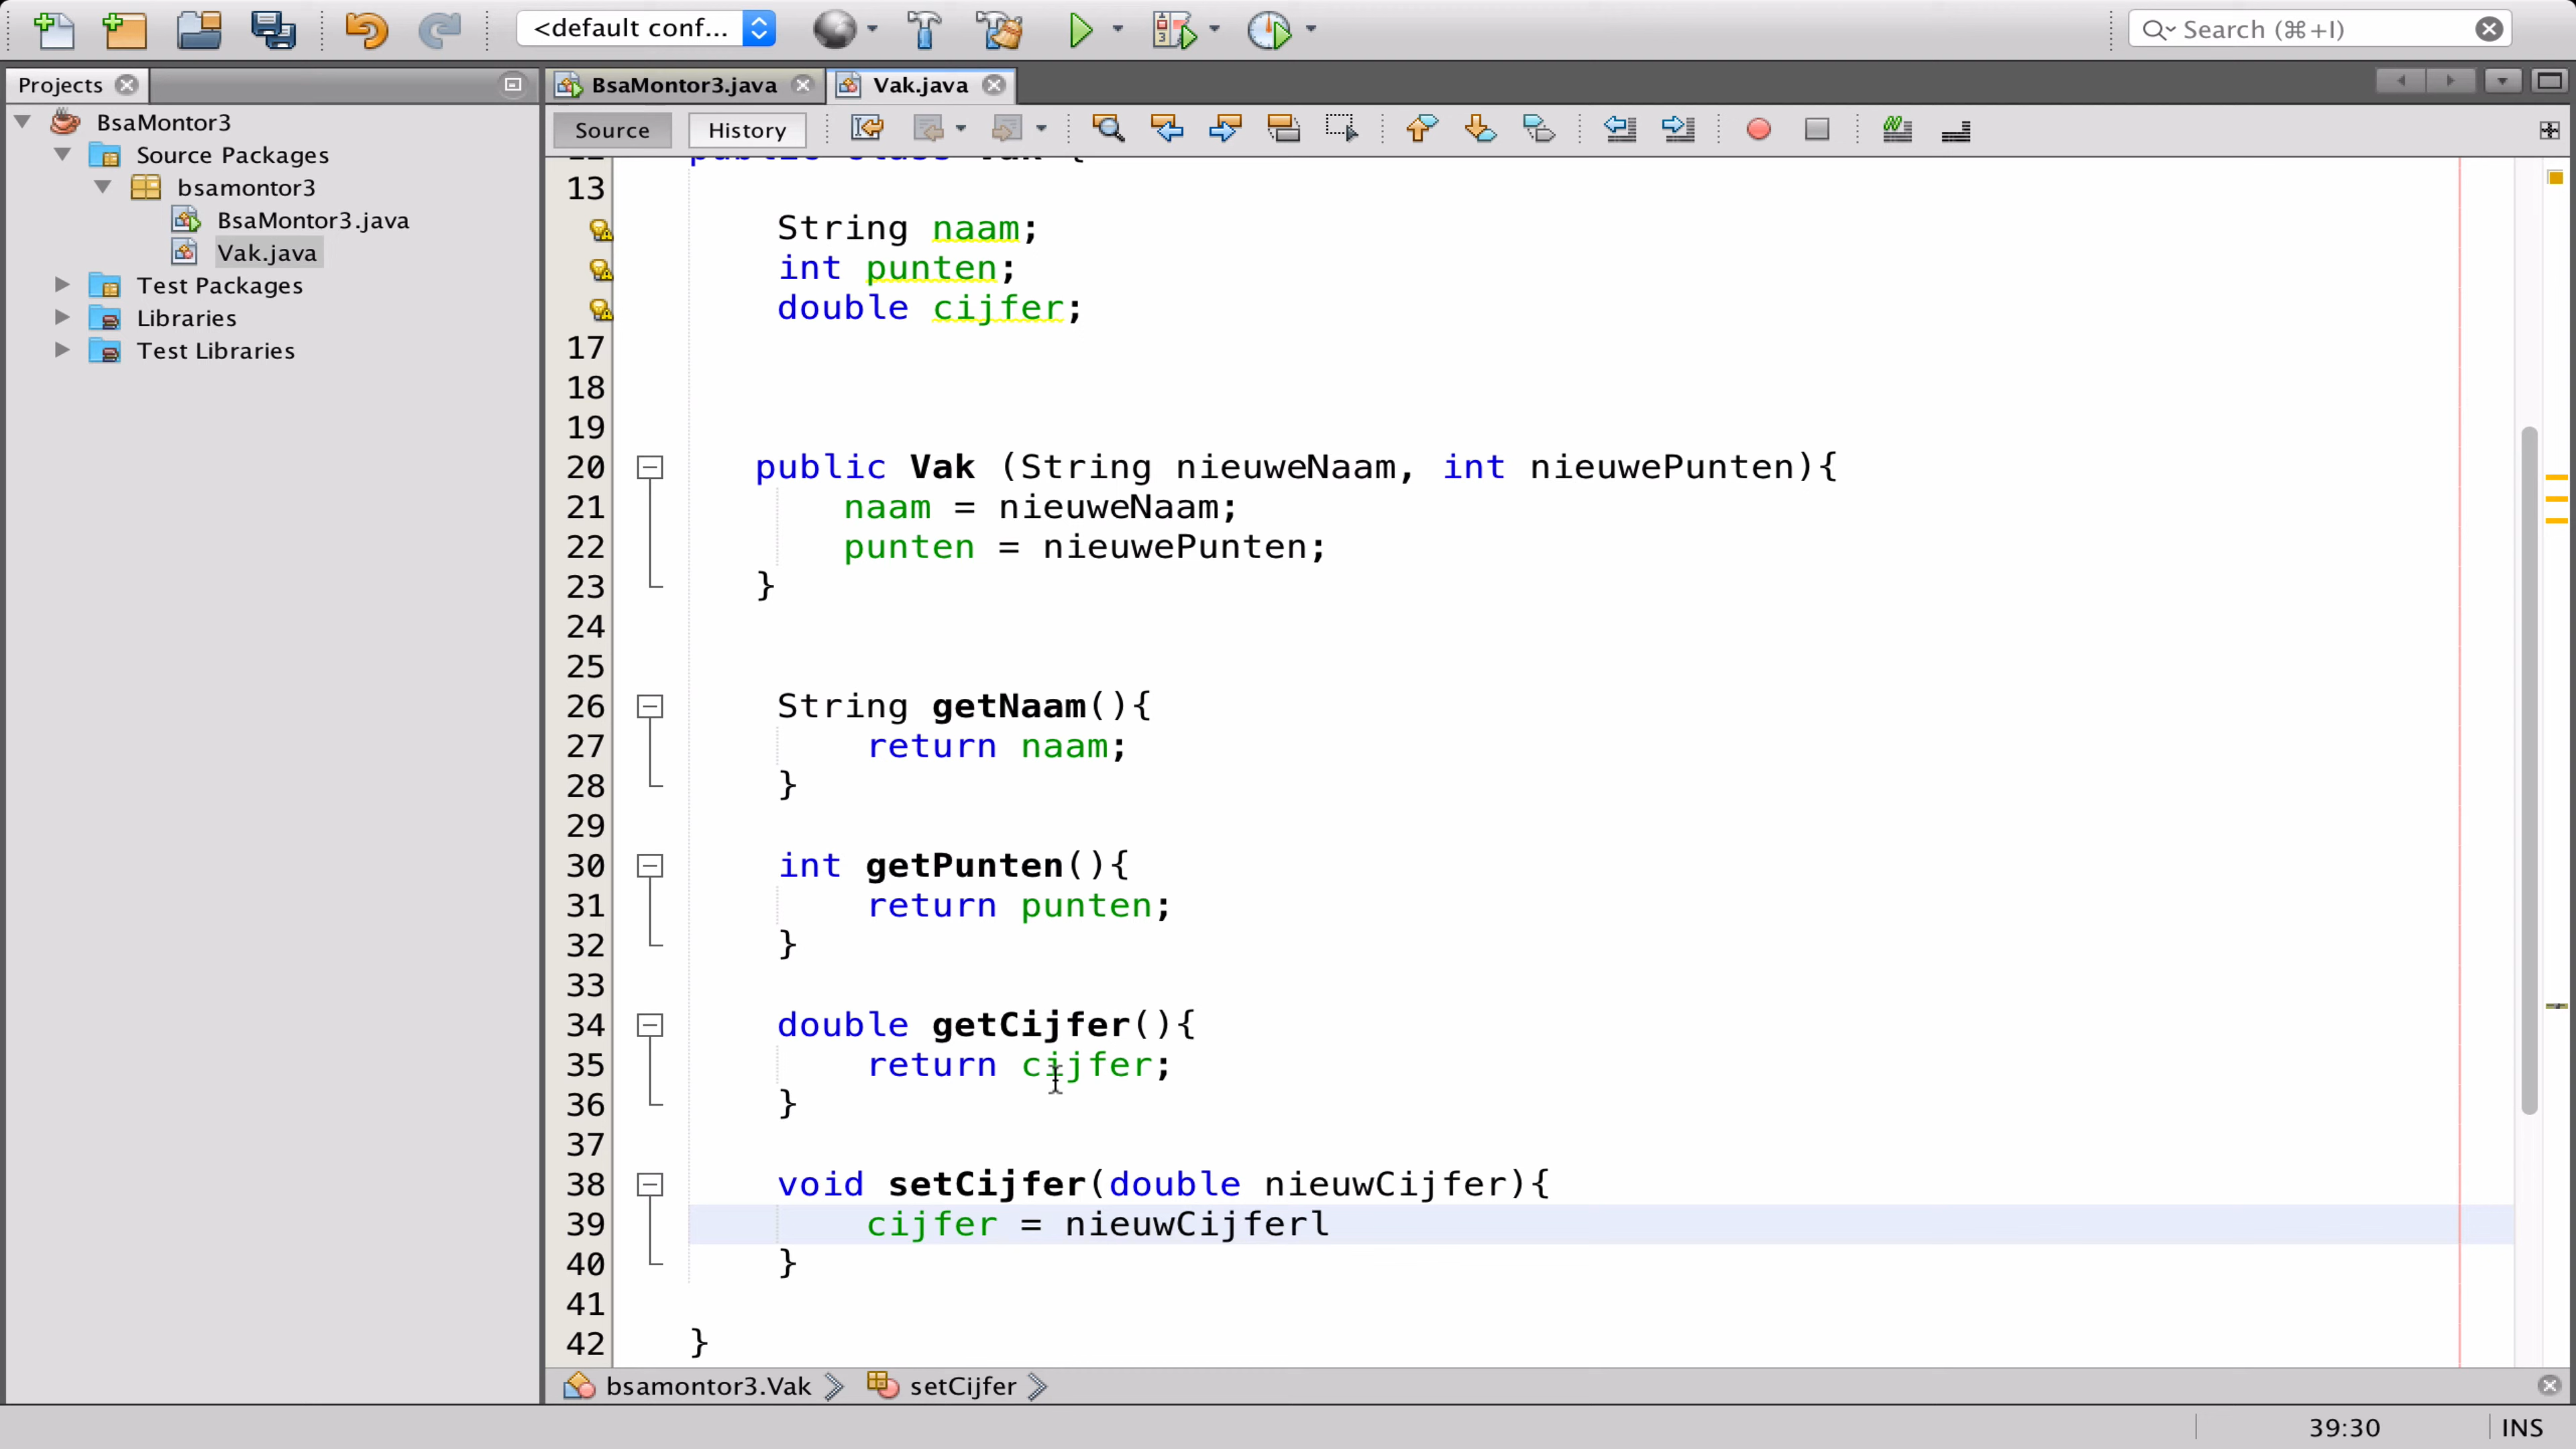 <default conf...
Search (⌘+I)
Projects
BsaMontor3.java
Vak.java
BsaMontor3
Source Packages
bsamontor3
BsaMontor3.java
Vak.java
Test Packages
Libraries
Test Libraries
Source
History
public class Vak {
13
String naam;
int punten;
double cijfer;
17
18
19
20 public Vak (String nieuweNaam, int nieuwePunten){
21 naam = nieuweNaam;
22 punten = nieuwePunten;
23 }
24
25
26 String getNaam(){
27 return naam;
28 }
29
30 int getPunten(){
31 return punten;
32 }
33
34 double getCijfer(){
35 return cijfer;
36 }
37
38 void setCijfer(double nieuwCijfer){
39 cijfer = nieuwCijferl
40 }
41
42 }
bsamontor3.Vak
setCijfer
39:30
INS